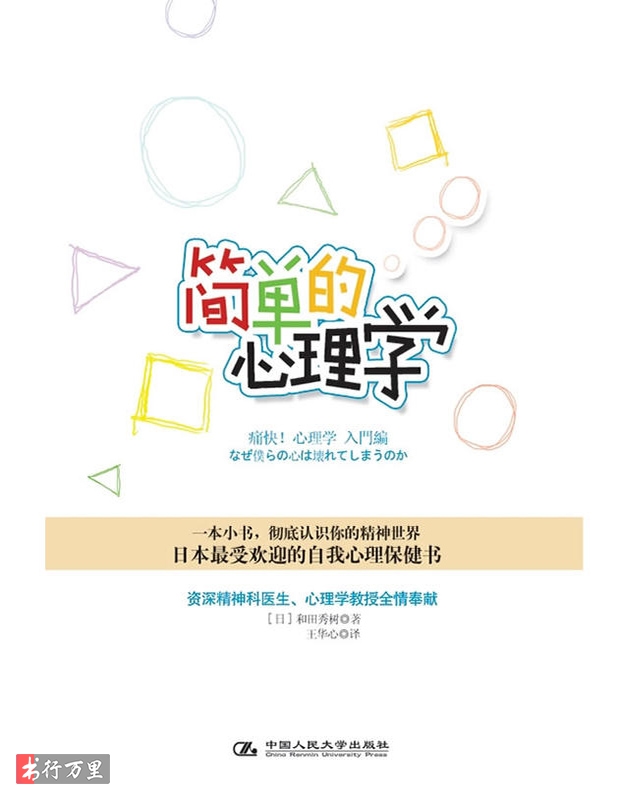 简单的
心理学
痛快！心理学 入門編
なぜ僕らの心は壊れてしまうのか
一本小书，彻底认识你的精神世界
日本最受欢迎的自我心理保健书
资深精神科医生、心理学教授全情奉献
［日］和田秀树◎著
王华心◎译
中国人民大学出版社
China Renmin University Press
书行万里